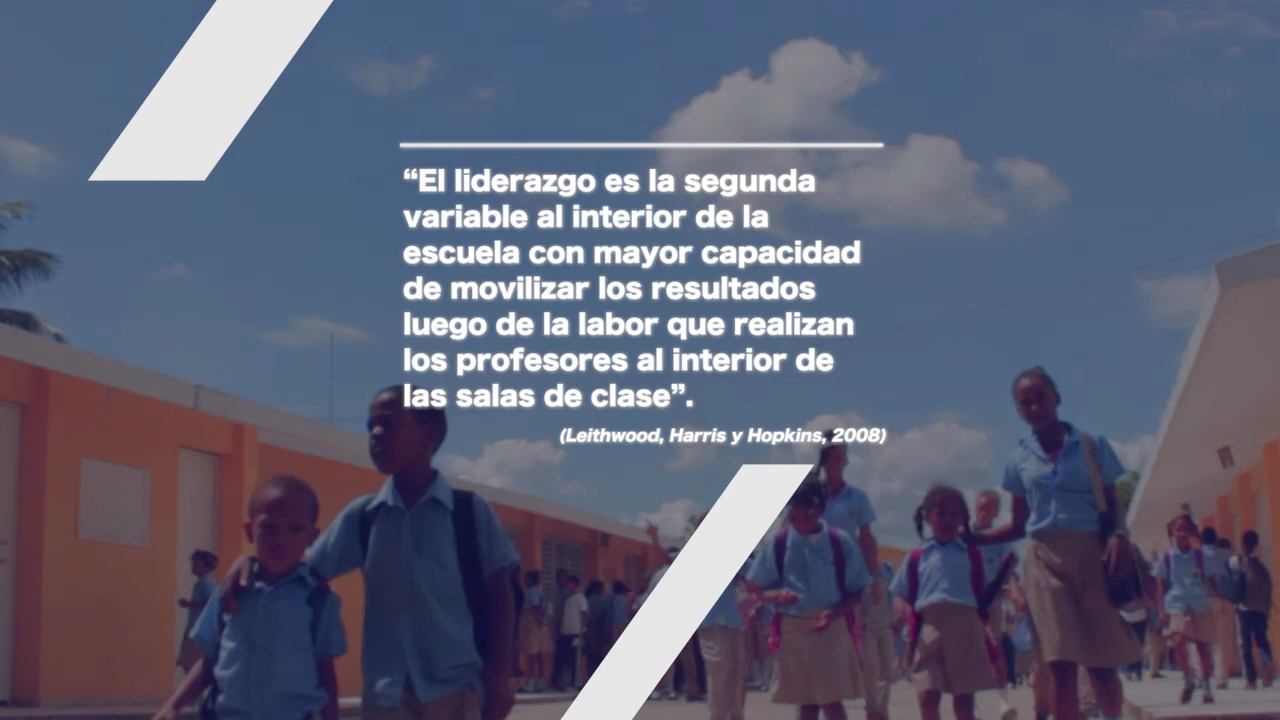 “El liderazgo es la segunda
variable al interior de la
escuela con mayor capacidad
de movilizar los resultados
luego de la labor que realizan
los profesores al interior de
las salas de clase”.
(Leithwood, Harris y Hopkins, 2008)